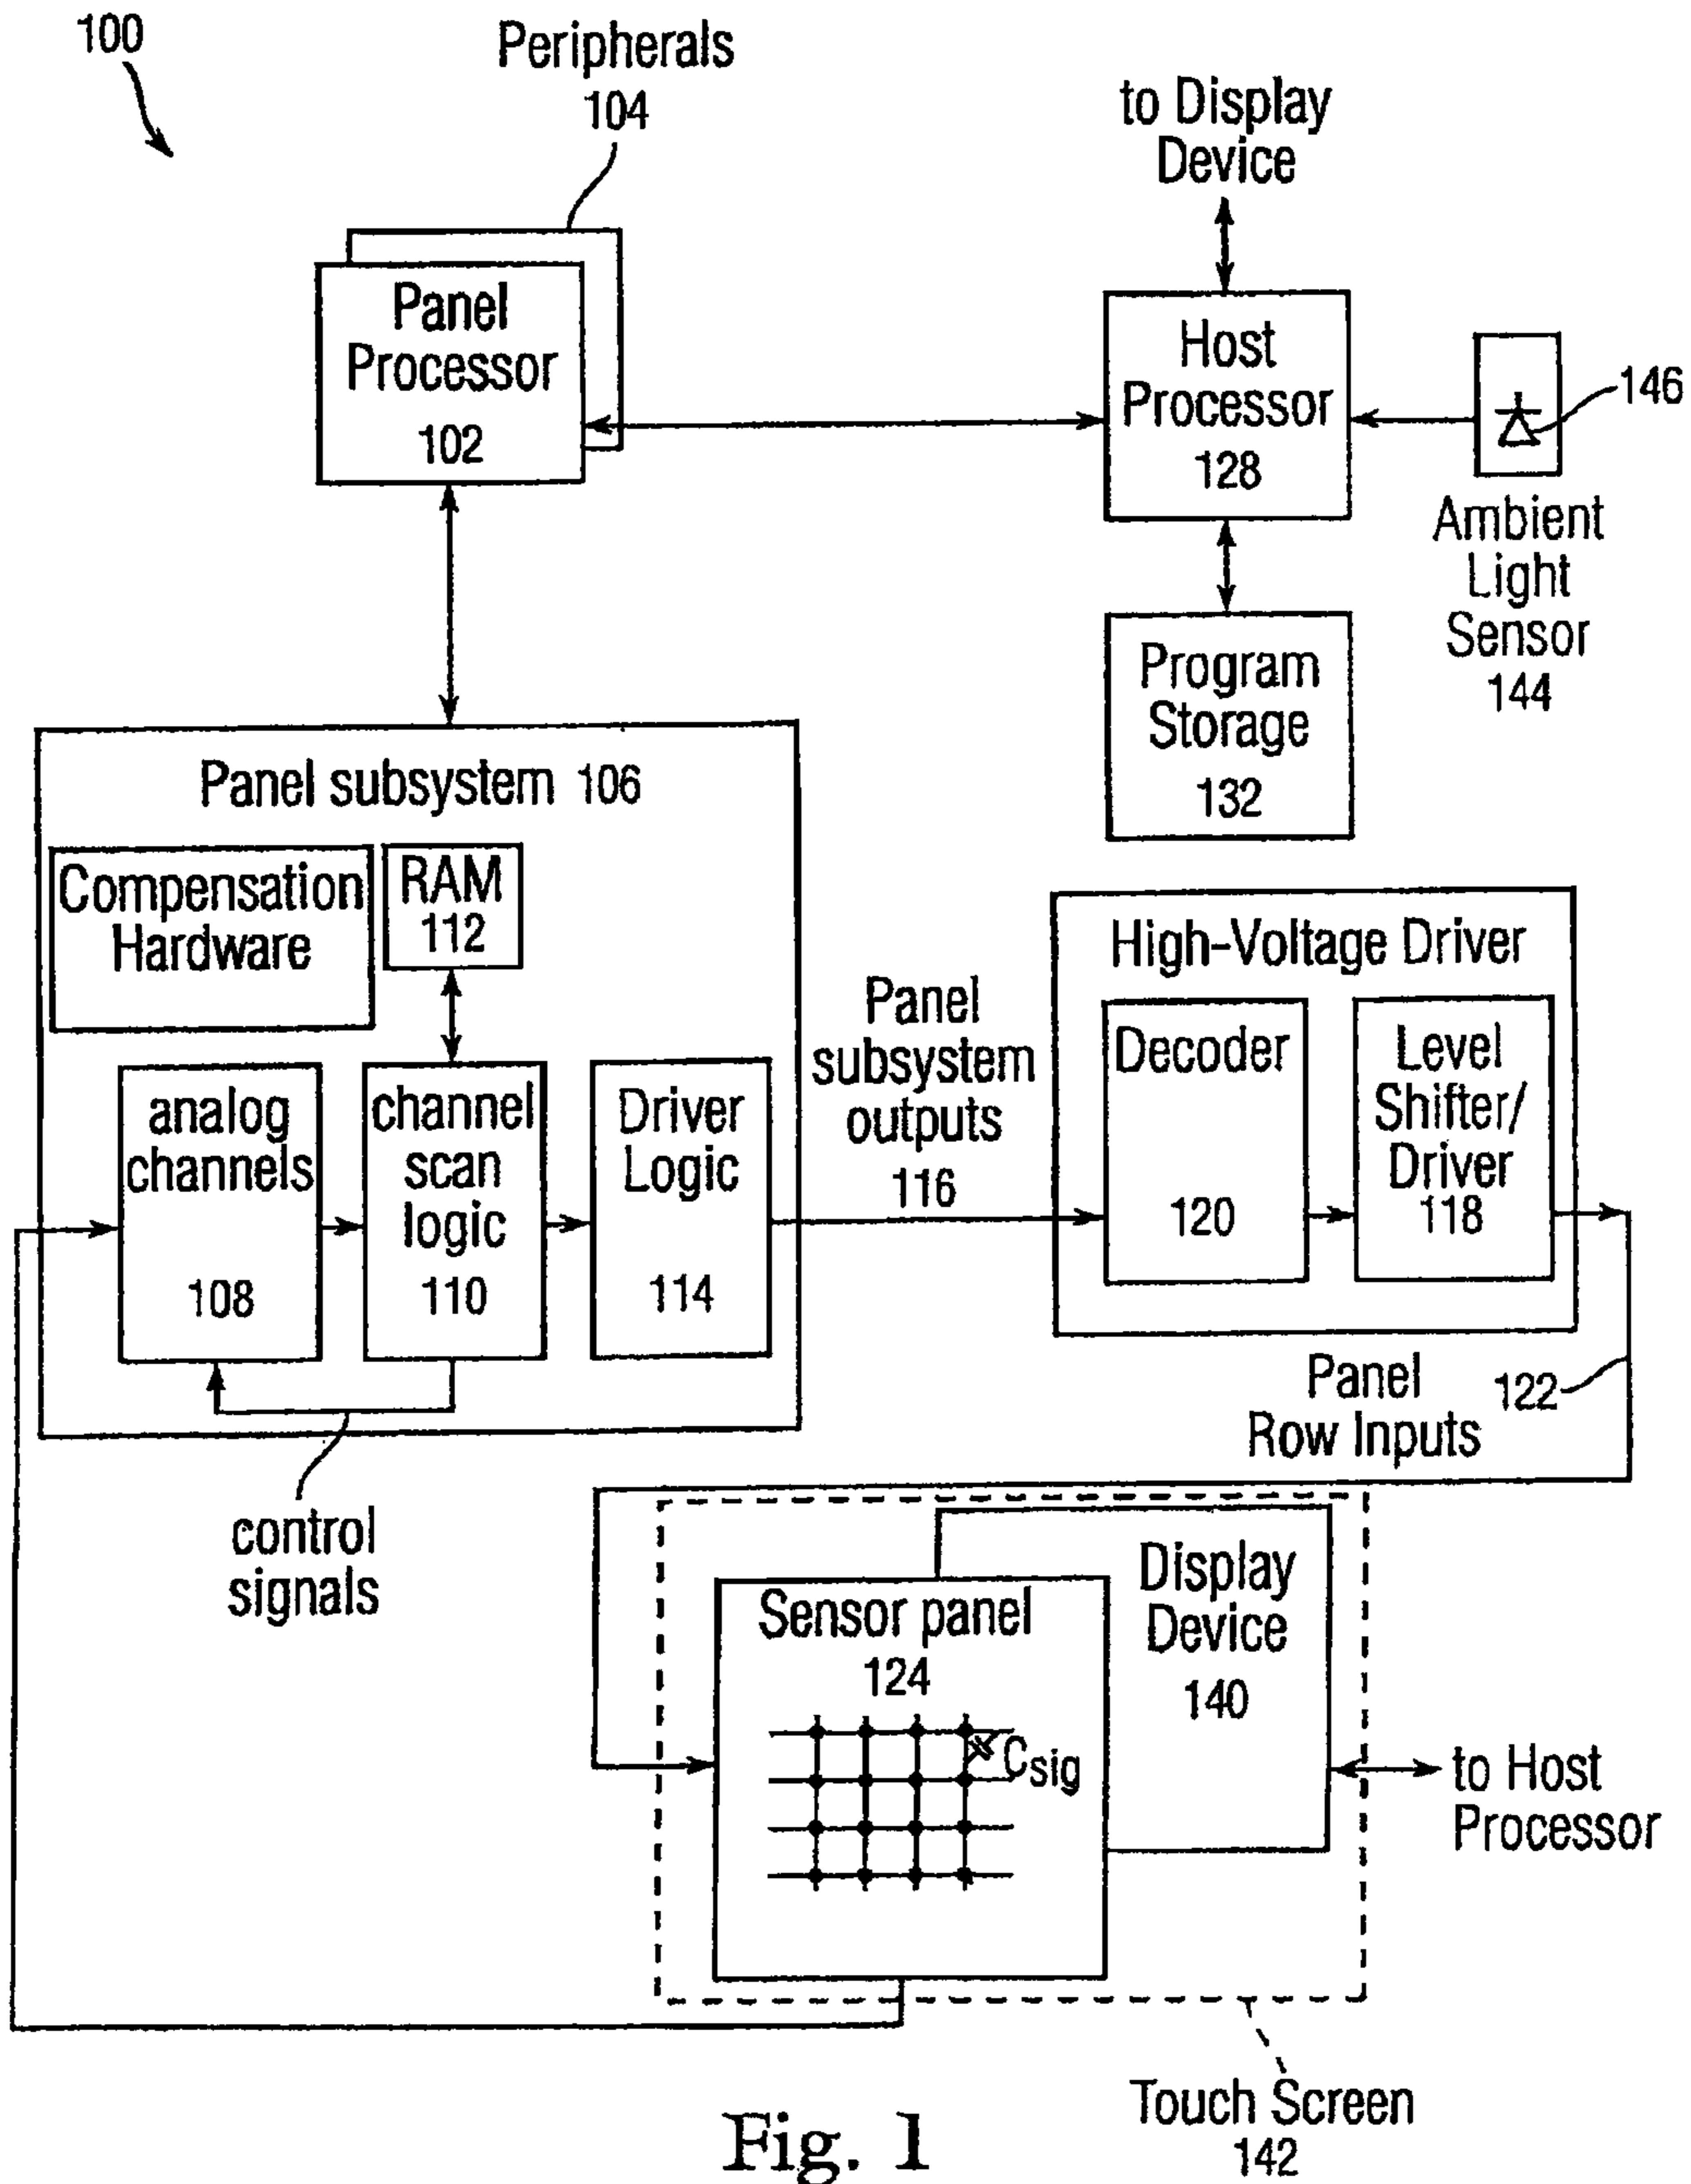 100
Peripherals
104
to Display
Device
Panel
Processor
102
Host
Processor
128
146
Ambient
Light
Sensor
144
Program
Storage
132
Panel subsystem 106
Compensation
Hardware
RAM
112
analog
channels
108
channel
scan
logic
110
Driver
Logic
114
control
signals
Panel
subsystem
outputs
116
High-Voltage Driver
Decoder
120
Level
Shifter/
Driver
118
Panel
Row Inputs
122
Sensor panel
124
Csig
Display
Device
140
to Host
Processor
Touch Screen
142
Fig. 1